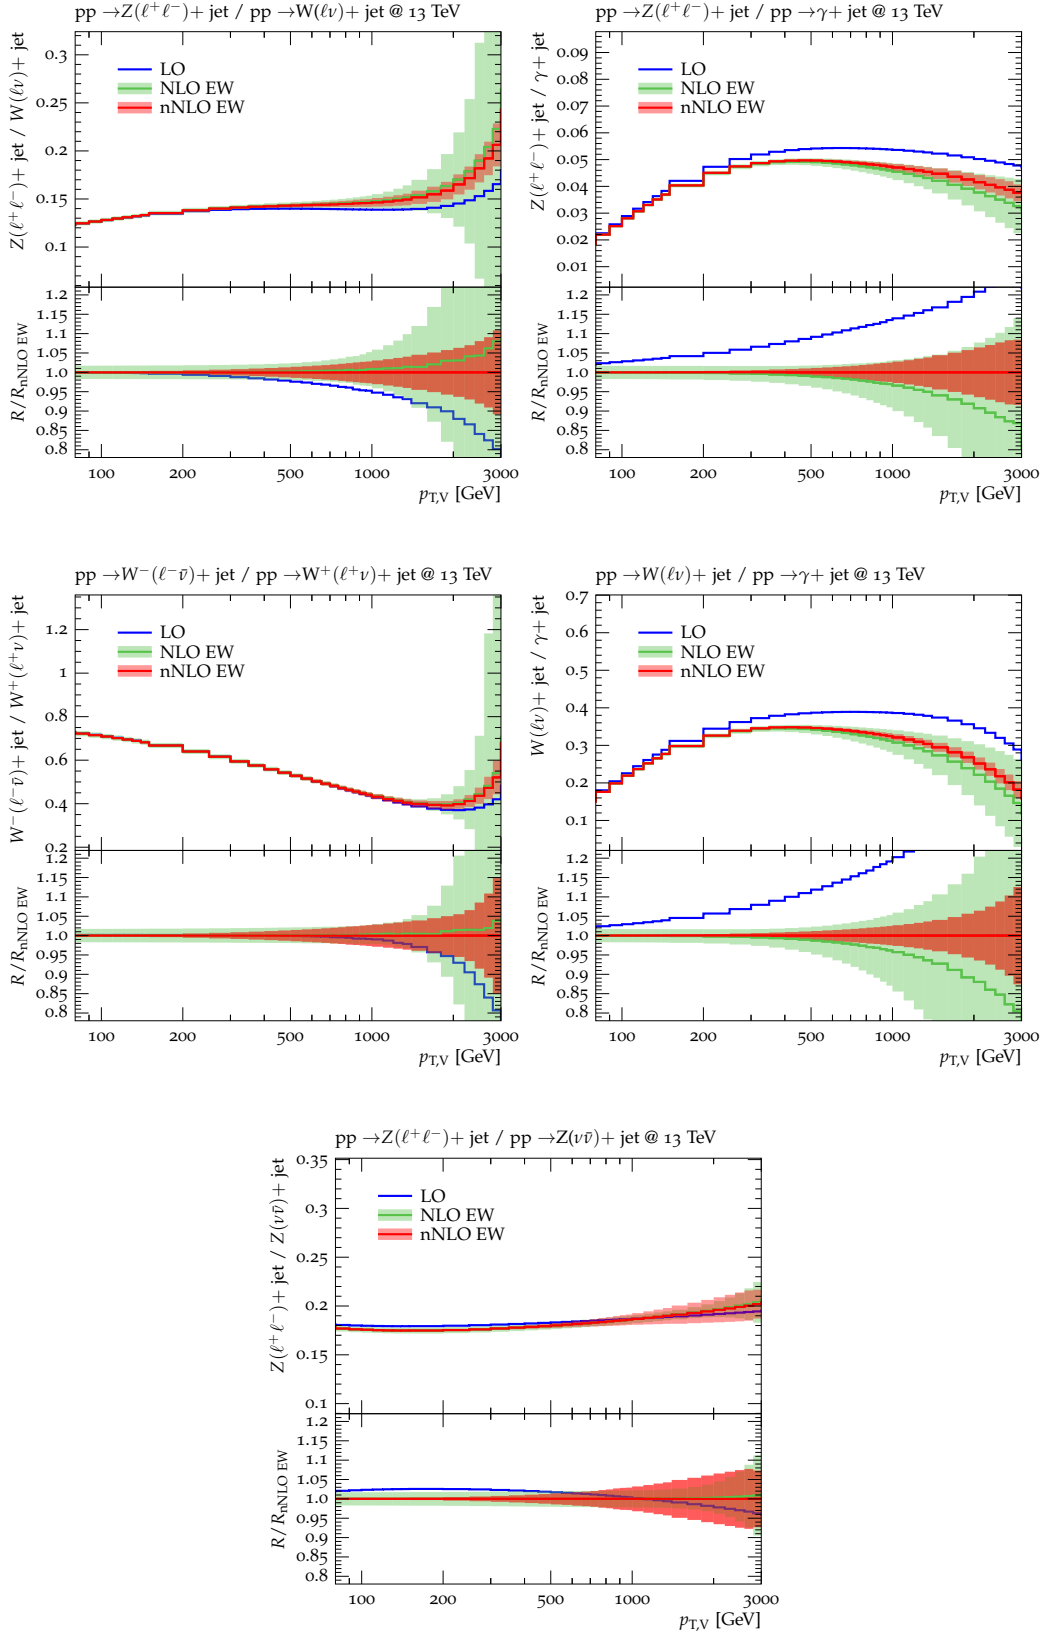 pp → Z(ℓ⁺ℓ⁻)+ jet / pp → W(ℓν)+ jet @ 13 TeV
Z(ℓ⁺ℓ⁻)+ jet / W(ℓν)+ jet
0.3
0.25
0.2
0.15
0.1
LO
NLO EW
nNLO EW
R/R_nNLO EW
1.2
1.15
1.1
1.05
1.0
0.95
0.9
0.85
0.8
100
200
500
1000
3000
p_T,V [GeV]
pp → Z(ℓ⁺ℓ⁻)+ jet / pp → γ+ jet @ 13 TeV
Z(ℓ⁺ℓ⁻)+ jet / γ+ jet
0.09
0.08
0.07
0.06
0.05
0.04
0.03
0.02
0.01
LO
NLO EW
nNLO EW
R/R_nNLO EW
1.2
1.15
1.1
1.05
1.0
0.95
0.9
0.85
0.8
100
200
500
1000
3000
p_T,V [GeV]
pp → W⁻(ℓ⁻ν̄)+ jet / pp → W⁺(ℓ⁺ν)+ jet @ 13 TeV
W⁻(ℓ⁻ν̄)+ jet / W⁺(ℓ⁺ν)+ jet
1.2
1
0.8
0.6
0.4
0.2
LO
NLO EW
nNLO EW
R/R_nNLO EW
1.2
1.15
1.1
1.05
1.0
0.95
0.9
0.85
0.8
100
200
500
1000
3000
p_T,V [GeV]
pp → W(ℓν)+ jet / pp → γ+ jet @ 13 TeV
W(ℓν)+ jet / γ+ jet
0.7
0.6
0.5
0.4
0.3
0.2
0.1
LO
NLO EW
nNLO EW
R/R_nNLO EW
1.2
1.15
1.1
1.05
1.0
0.95
0.9
0.85
0.8
100
200
500
1000
3000
p_T,V [GeV]
pp → Z(ℓ⁺ℓ⁻)+ jet / pp → Z(νν̄)+ jet @ 13 TeV
Z(ℓ⁺ℓ⁻)+ jet / Z(νν̄)+ jet
0.35
0.3
0.25
0.2
0.15
0.1
LO
NLO EW
nNLO EW
R/R_nNLO EW
1.2
1.15
1.1
1.05
1.0
0.95
0.9
0.85
0.8
100
200
500
1000
3000
p_T,V [GeV]